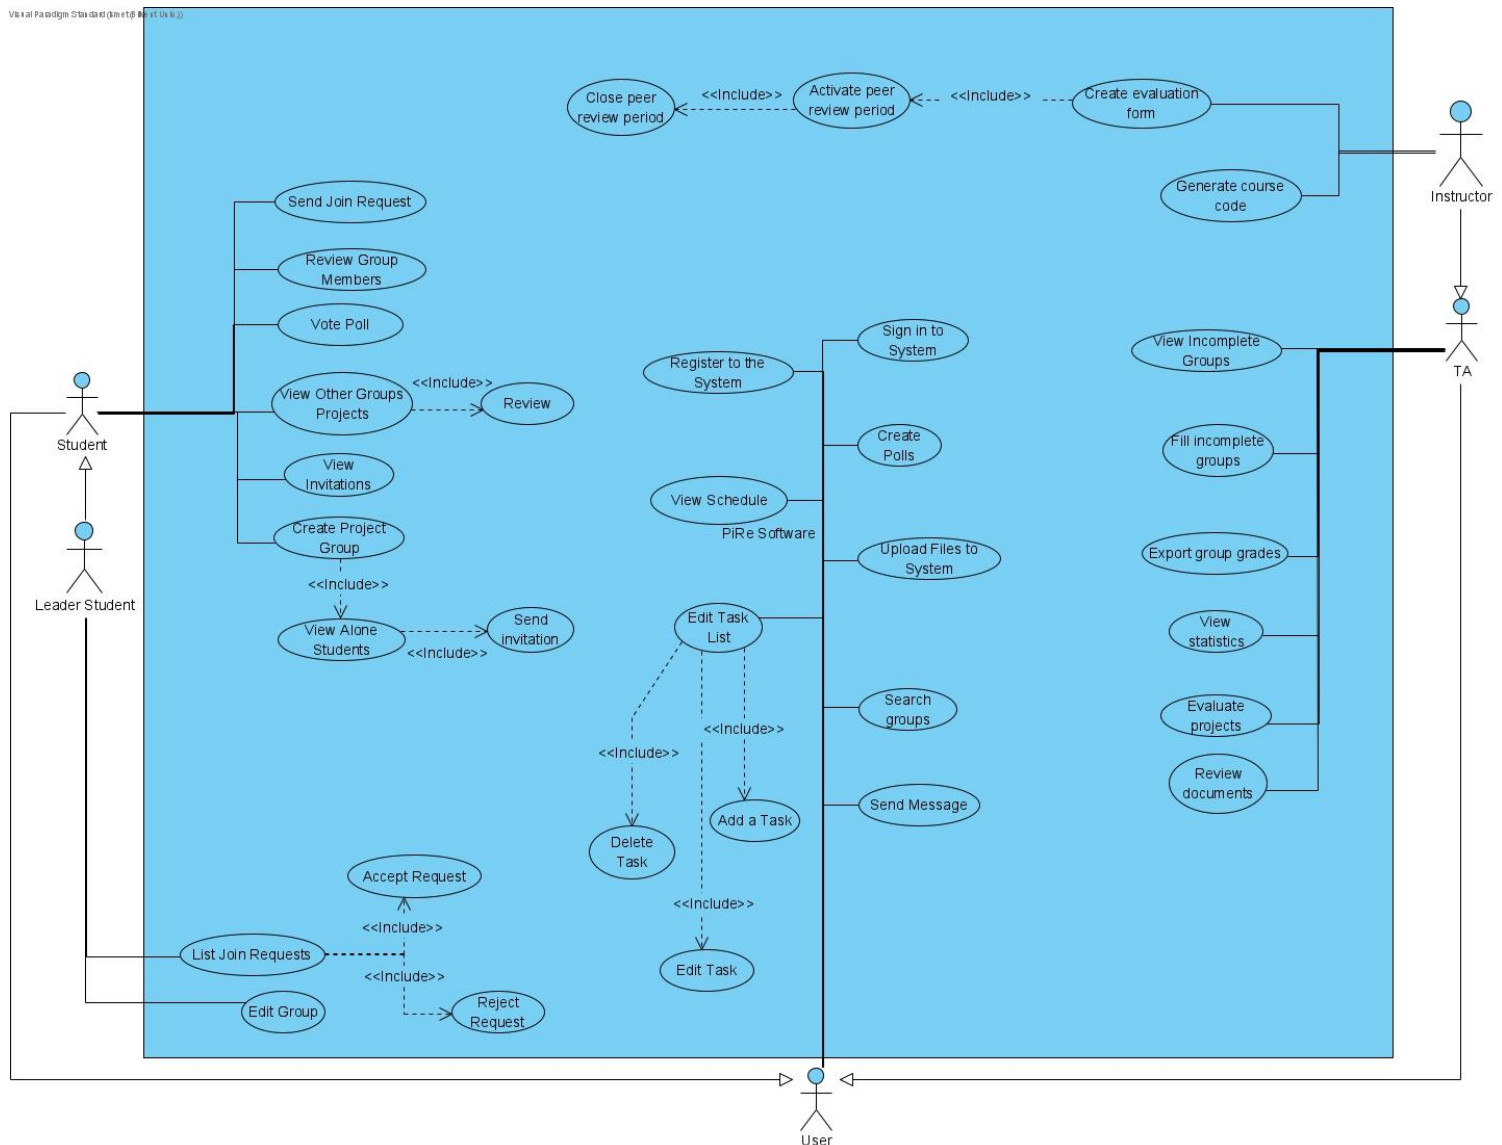 Visual Paradigm Standard
Close peer
review period
<<Include>>
Activate peer
review period
<<Include>>
Create evaluation
form
Generate course
code
Instructor
Send Join Request
Review Group
Members
Vote Poll
View Other Groups
Projects
<<Include>>
Review
View
Invitations
Create Project
Group
<<Include>>
View Alone
Students
<<Include>>
Send
invitation
Student
Leader Student
Register to the
System
Sign in to
System
Create
Polls
View Schedule
PiRe Software
Upload Files to
System
Edit Task
List
Search
groups
<<Include>>
<<Include>>
<<Include>>
Send Message
Add a Task
Delete
Task
Edit Task
View Incomplete
Groups
TA
Fill incomplete
groups
Export group grades
View
statistics
Evaluate
projects
Review
documents
Accept Request
<<Include>>
List Join Requests
<<Include>>
Edit Group
Reject
Request
User